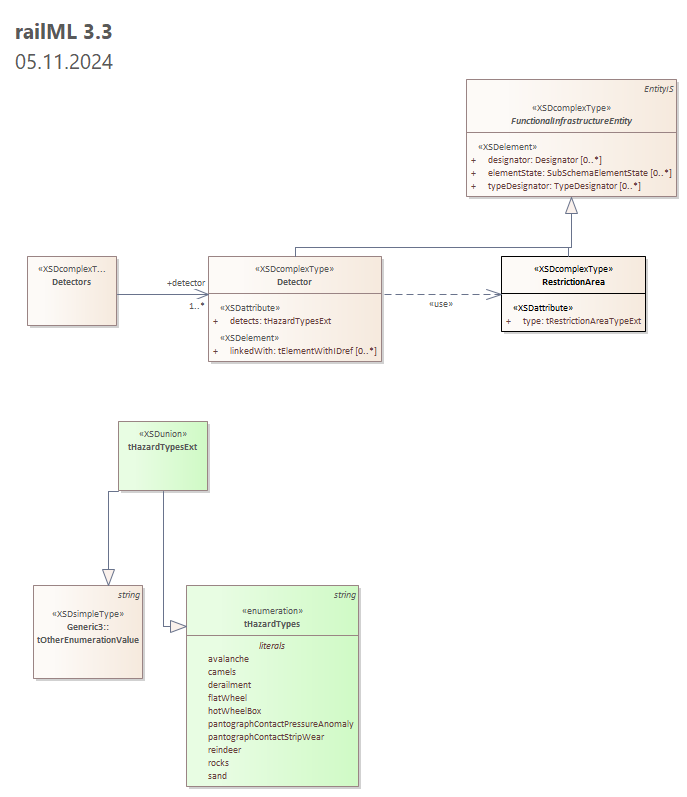 railML 3.3
05.11.2024
EntityIS
«XSDcomplexType»
FunctionalInfrastructureEntity
«XSDelement»
+ designator: Designator [0..*]
+ elementState: SubSchemaElementState [0..*]
+ typeDesignator: TypeDesignator [0..*]
«XSDcomplexT...
Detectors
+detector
1..*
«XSDcomplexType»
Detector
«XSDattribute»
+ detects: tHazardTypesExt
«XSDelement»
+ linkedWith: tElementWithIDref [0..*]
«use»
«XSDcomplexType»
RestrictionArea
«XSDattribute»
+ type: tRestrictionAreaTypeExt
«XSDunion»
tHazardTypesExt
string
«XSDsimpleType»
Generic3::
tOtherEnumerationValue
string
«enumeration»
tHazardTypes
literals
avalanche
camels
derailment
flatWheel
hotWheelBox
pantographContactPressureAnomaly
pantographContactStripWear
reindeer
rocks
sand